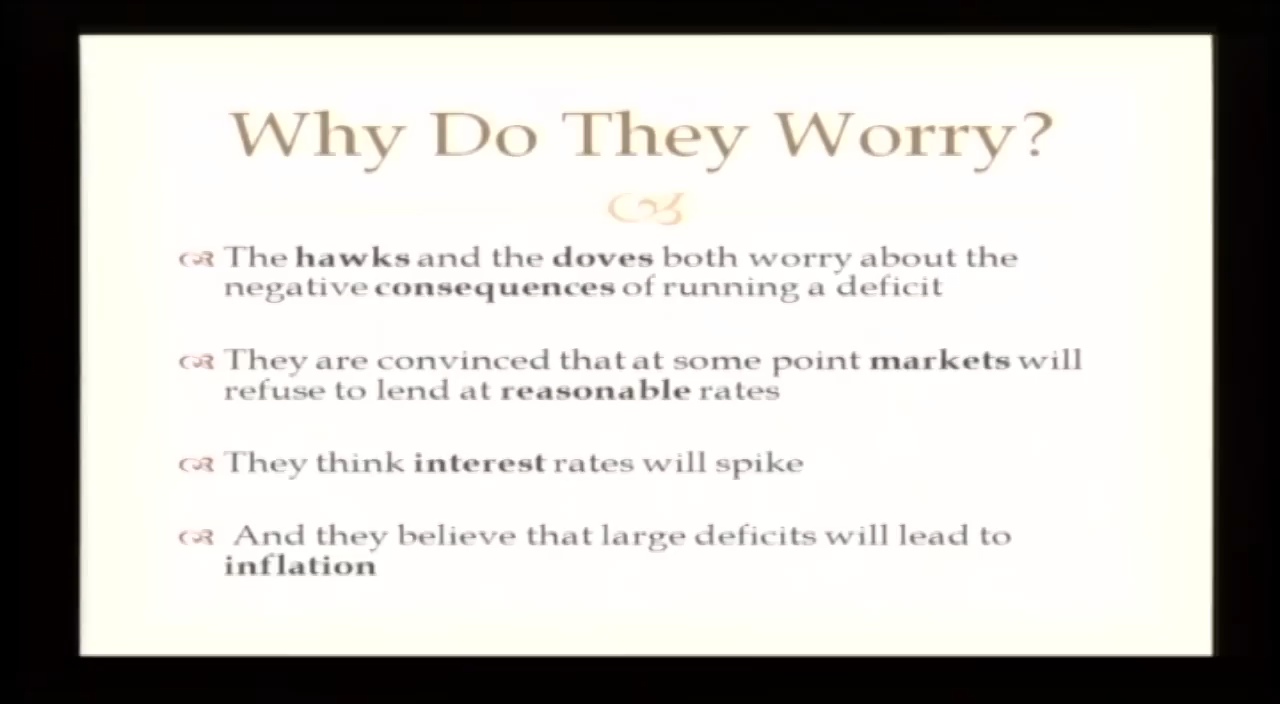 Why Do They Worry?
The hawks and the doves both worry about the
negative consequences of running a deficit
They are convinced that at some point markets will
refuse to lend at reasonable rates
They think interest rates will spike
And they believe that large deficits will lead to
inflation